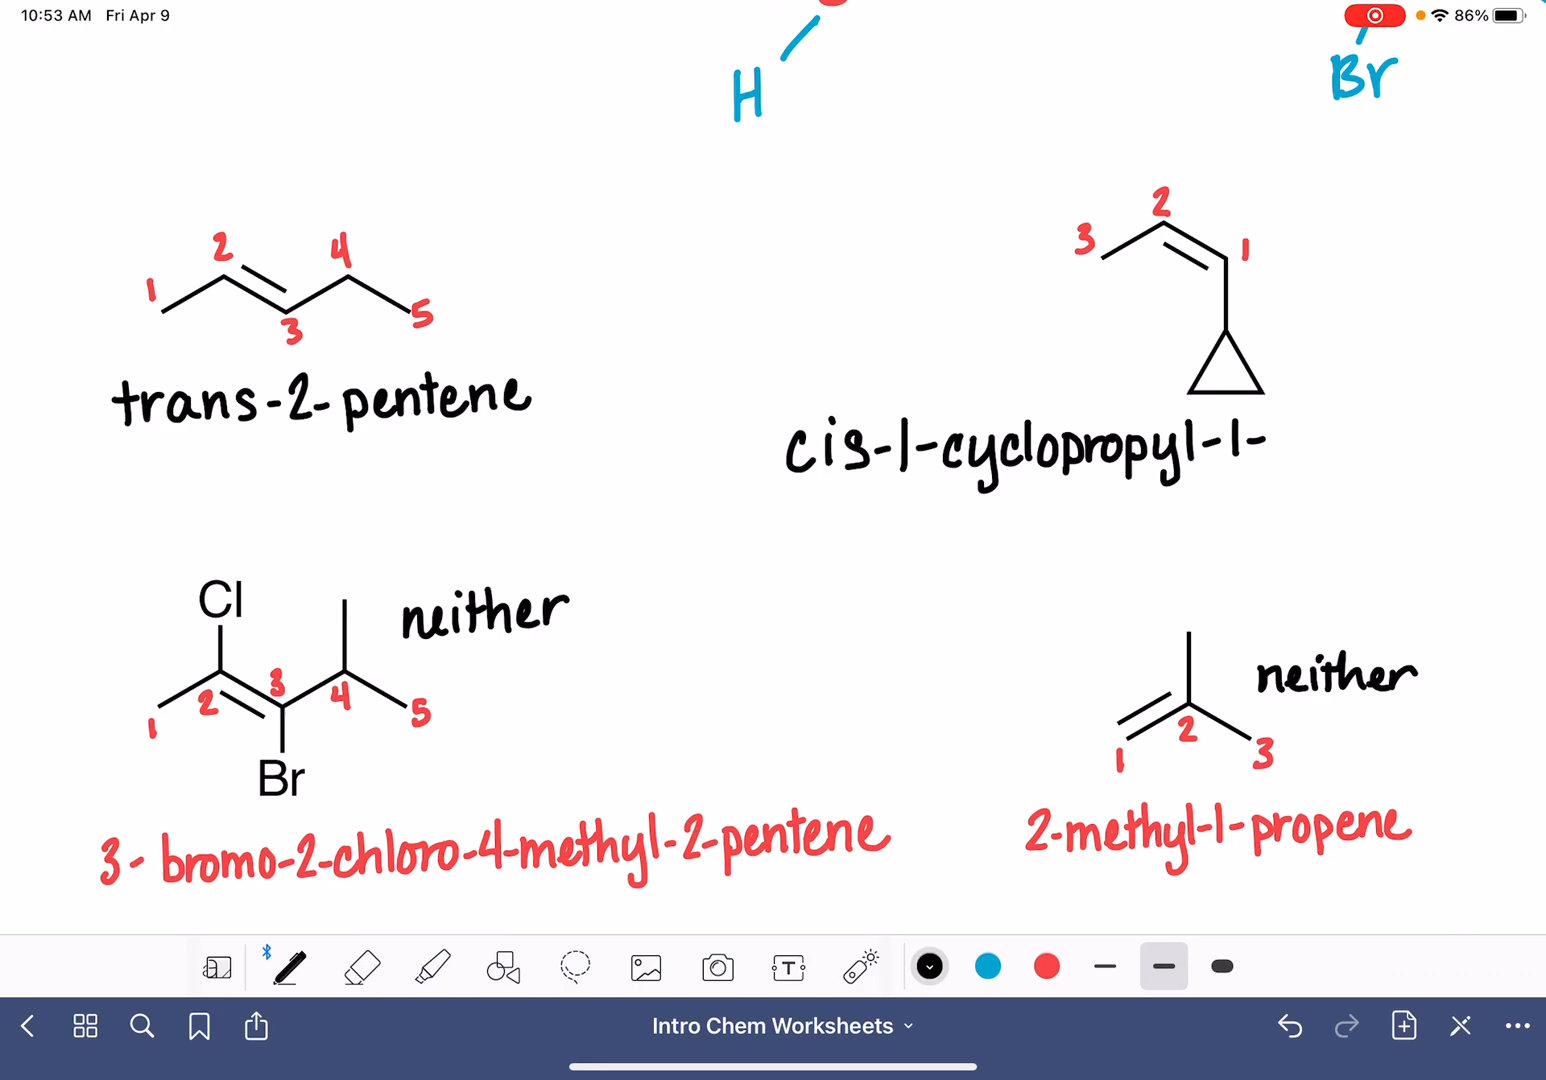 10:53 AM Fri Apr 9
86%
H
Br
1 2 3 4 5
trans-2-pentene
3 2 1
cis-1-cyclopropyl-1-
Cl
neither
1 2 3 4 5
Br
3-bromo-2-chloro-4-methyl-2-pentene
neither
1 2 3
2-methyl-1-propene
T
Intro Chem Worksheets